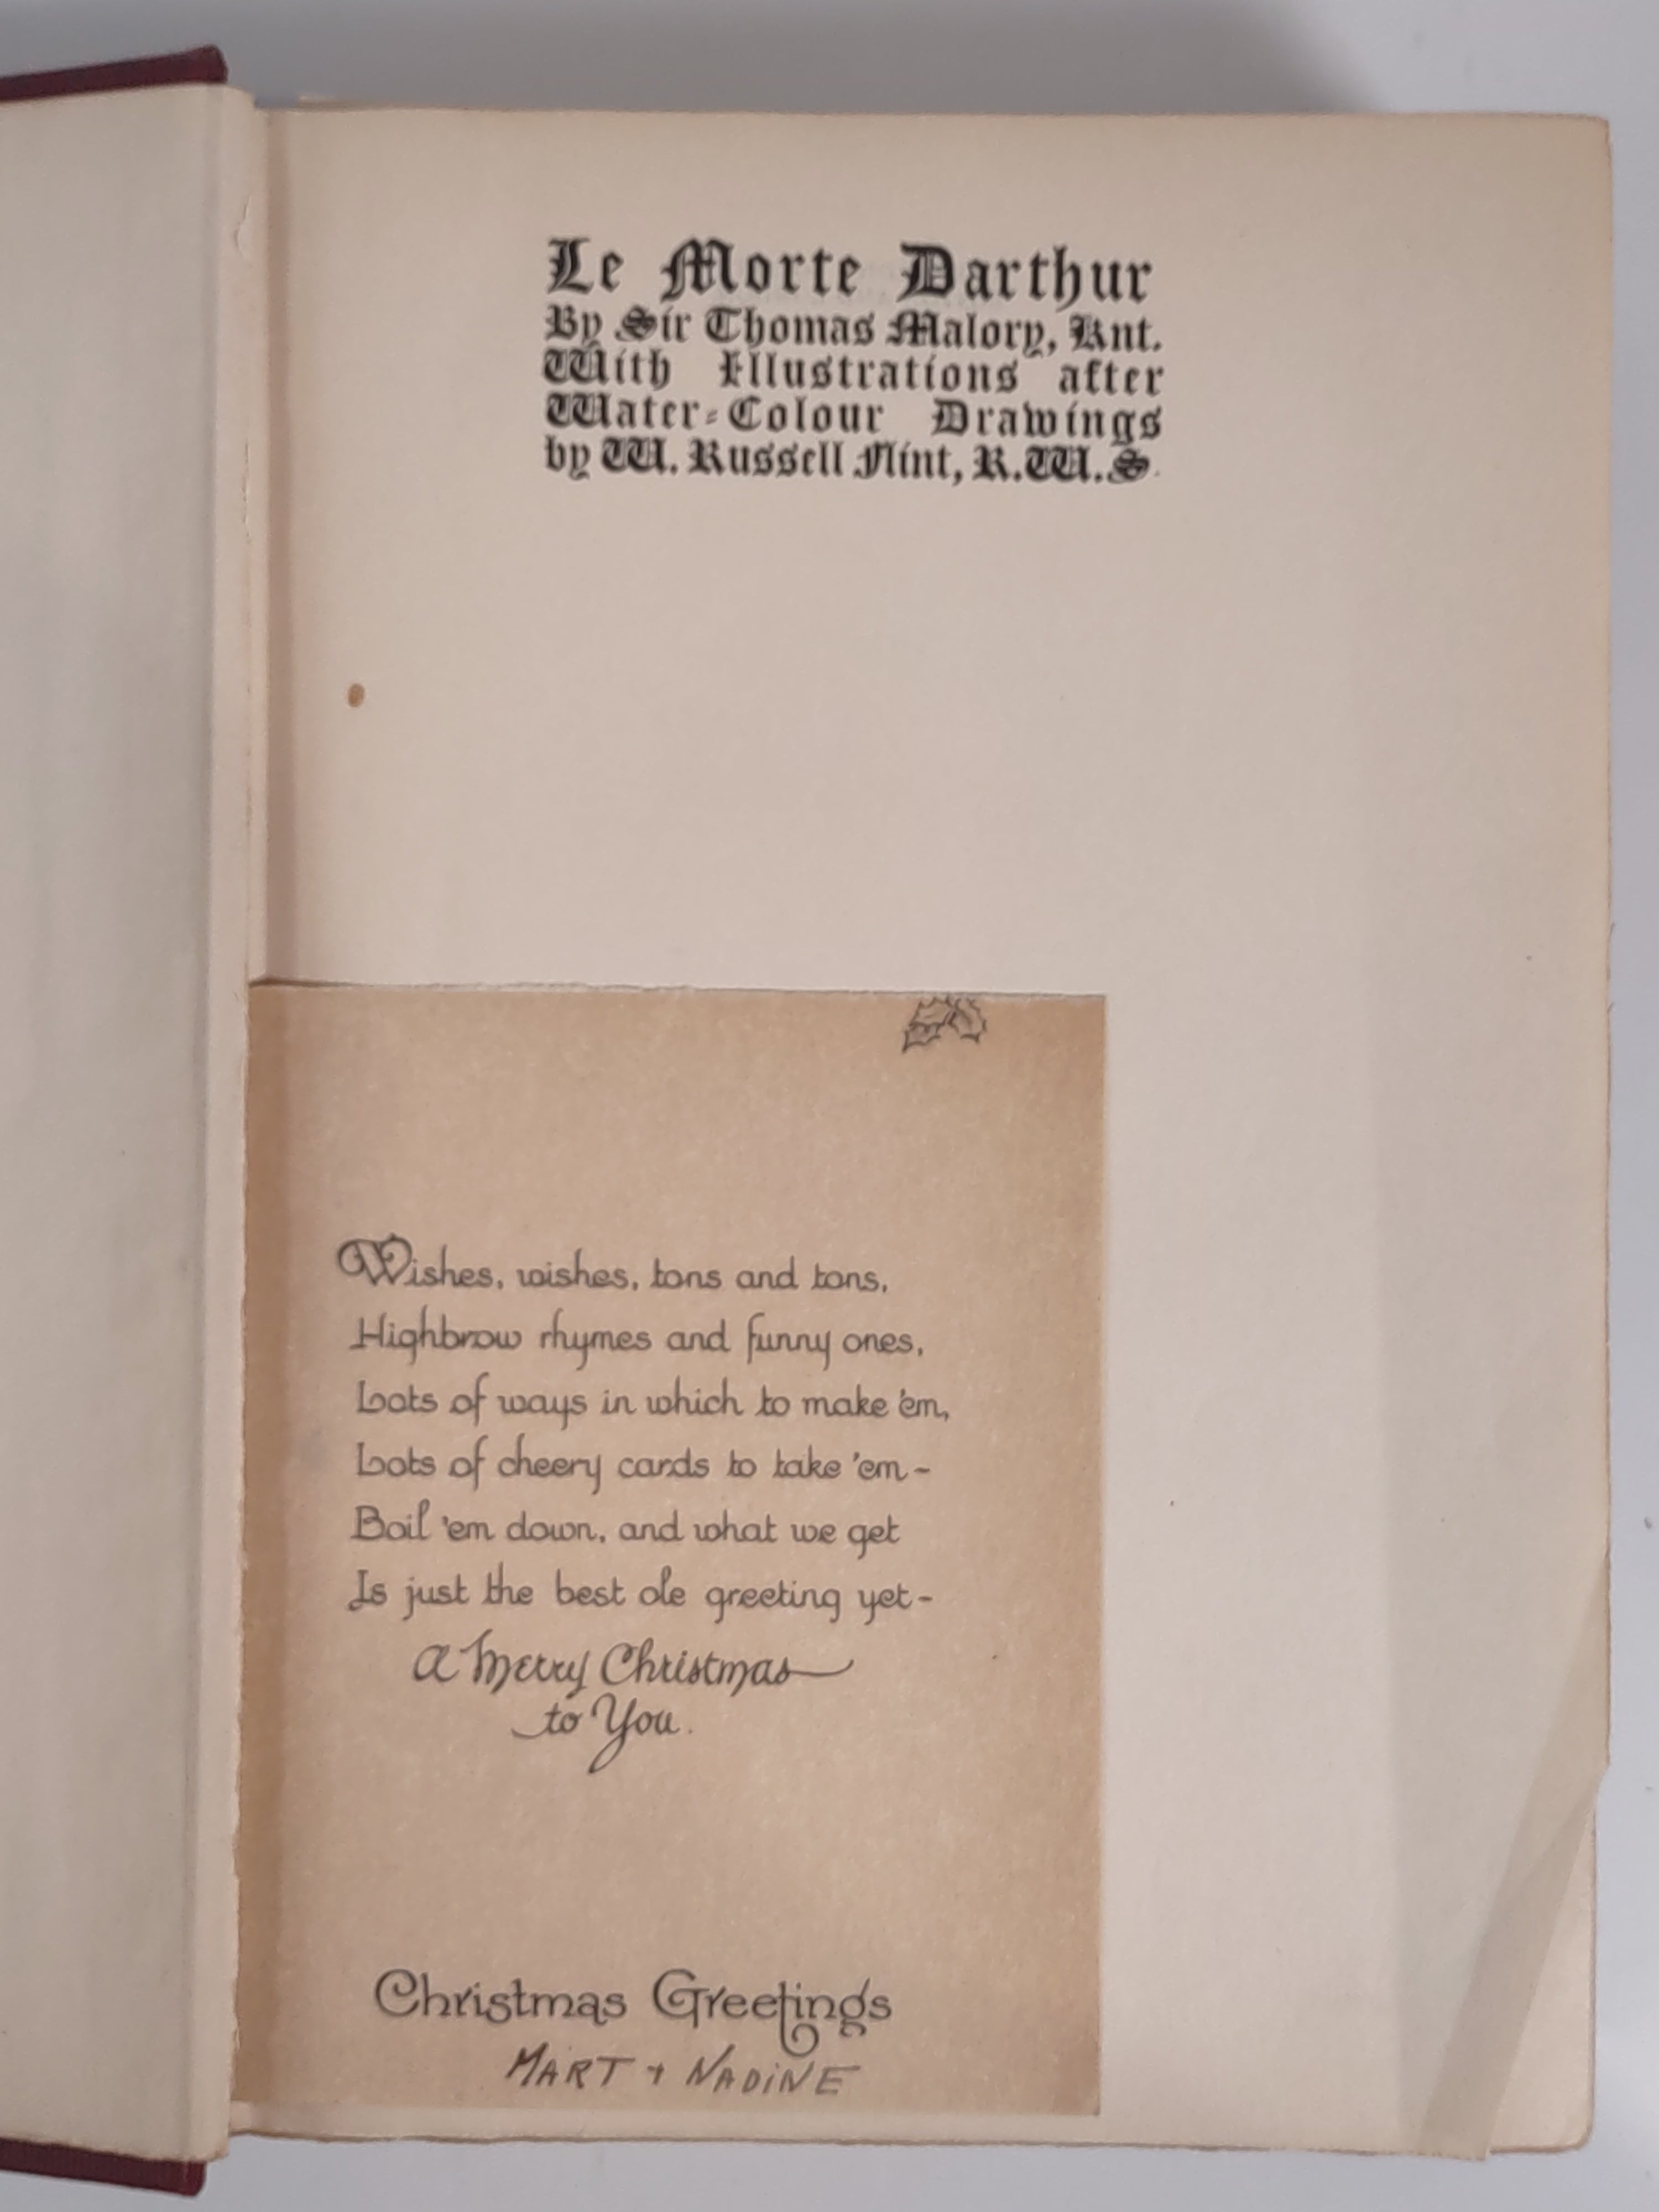 Le Morte Darthur
By Sir Thomas Malory, Knt.
With Illustrations after
Water-Colour Drawings
by W. Russell Flint, R.W.S.
Wishes, wishes, tons and tons,
Highbrow rhymes and funny ones,
Lots of ways in which to make 'em,
Lots of cheery cards to take 'em-
Boil 'em down, and what we get
Is just the best ole greeting yet-
A Merry Christmas
to You.
Christmas Greetings
MART + NADINE